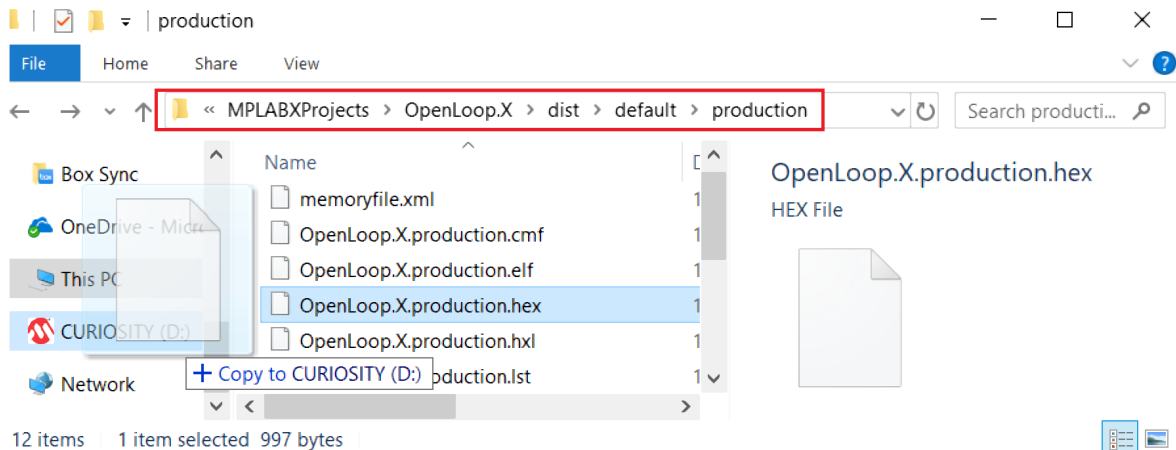 production
File Home Share View
« MPLABXProjects > OpenLoop.X > dist > default > production
Search producti...
Name
Box Sync
OneDrive - Micr
This PC
CURIOSITY (D:)
Network
memoryfile.xml
OpenLoop.X.production.cmf
OpenLoop.X.production.elf
OpenLoop.X.production.hex
OpenLoop.X.production.hxl
oduction.lst
+ Copy to CURIOSITY (D:)
OpenLoop.X.production.hex
HEX File
12 items 1 item selected 997 bytes